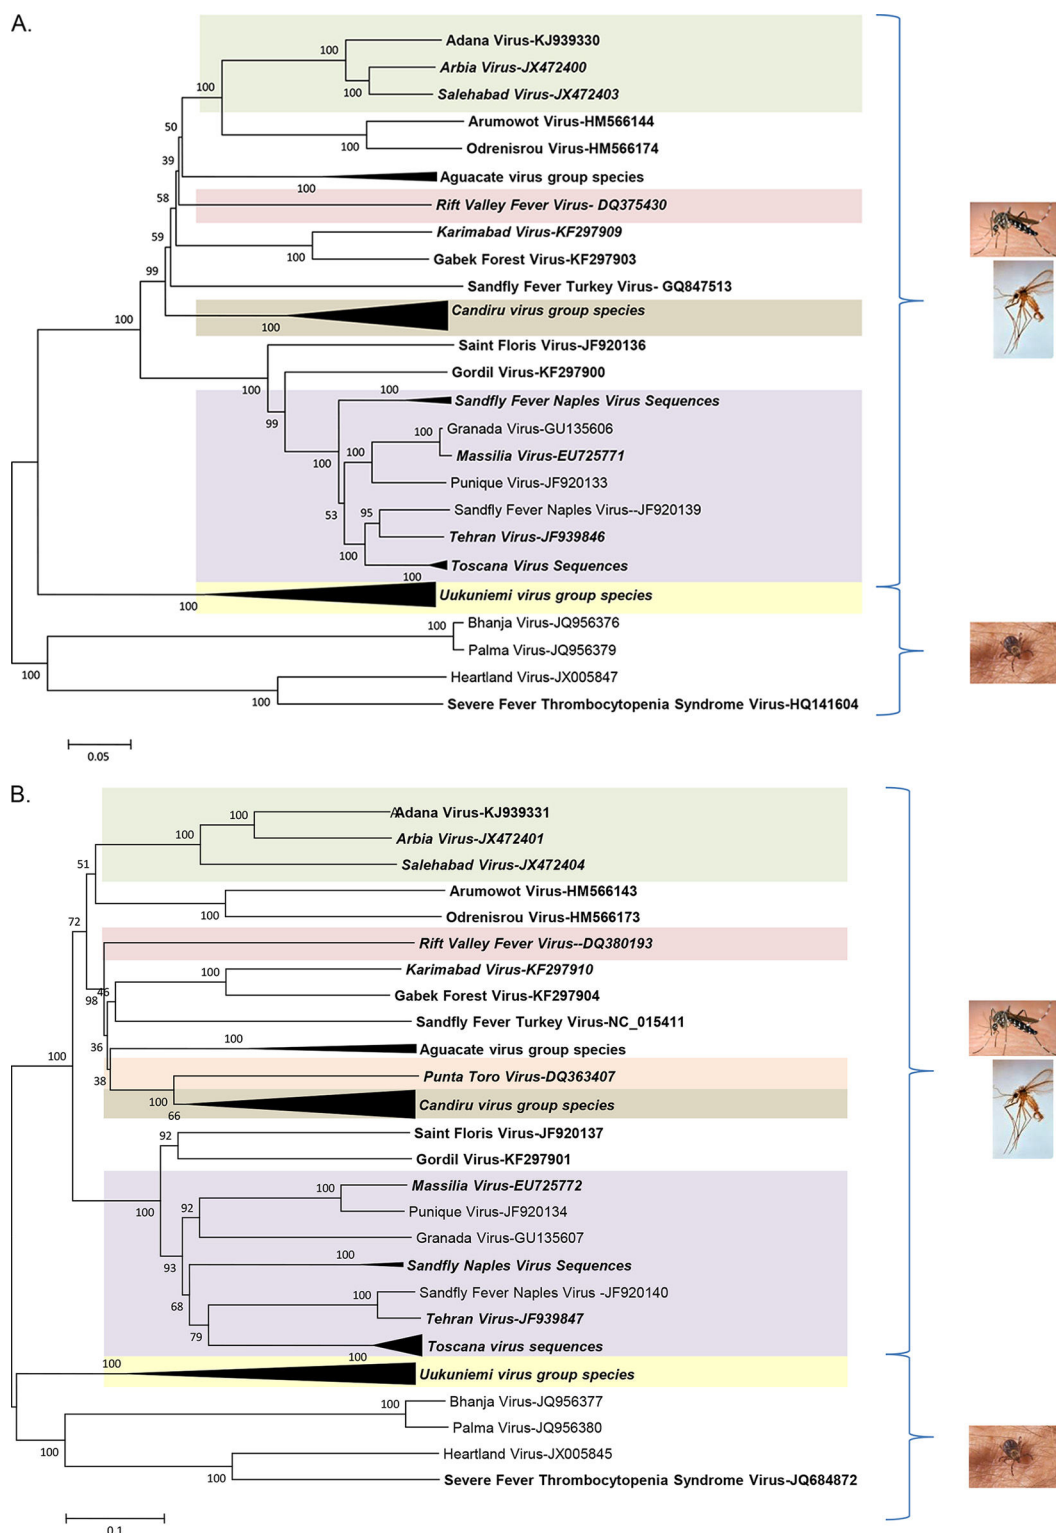 A.
Adana Virus-KJ939330
100
Arbia Virus-JX472400
100
Salehabad Virus-JX472403
100
Arumowot Virus-HM566144
50
100
Odrenisrou Virus-HM566174
39
Aguacate virus group species
100
58
Rift Valley Fever Virus- DQ375430
Karimabad Virus-KF297909
59
100
Gabek Forest Virus-KF297903
99
Sandfly Fever Turkey Virus- GQ847513
Candiru virus group species
100
100
Saint Floris Virus-JF920136
100
Gordil Virus-KF297900
100
Sandfly Fever Naples Virus Sequences
99
Granada Virus-GU135606
100
100
Massilia Virus-EU725771
100
Punique Virus-JF920133
Sandfly Fever Naples Virus--JF920139
53
95
Tehran Virus-JF939846
100
Toscana Virus Sequences
100
Uukuniemi virus group species
100
Bhanja Virus-JQ956376
100
Palma Virus-JQ956379
100
Heartland Virus-JX005847
100
Severe Fever Thrombocytopenia Syndrome Virus-HQ141604
0.05
B.
Adana Virus-KJ939331
100
100
Arbia Virus-JX472401
51
Salehabad Virus-JX472404
Arumowot Virus-HM566143
100
Odrenisrou Virus-HM566173
72
Rift Valley Fever Virus--DQ380193
Karimabad Virus-KF297910
100
98
46
Gabek Forest Virus-KF297904
Sandfly Fever Turkey Virus-NC_015411
36
100
Aguacate virus group species
100
38
Punta Toro Virus-DQ363407
100
Candiru virus group species
66
Saint Floris Virus-JF920137
92
Gordil Virus-KF297901
Massilia Virus-EU725772
100
100
92
Punique Virus-JF920134
Granada Virus-GU135607
93
100
Sandfly Naples Virus Sequences
68
Sandfly Fever Naples Virus -JF920140
100
Tehran Virus-JF939847
79
Toscana virus sequences
100
100
Uukuniemi virus group species
Bhanja Virus-JQ956377
100
Palma Virus-JQ956380
100
Heartland Virus-JX005845
100
Severe Fever Thrombocytopenia Syndrome Virus-JQ684872
0.1